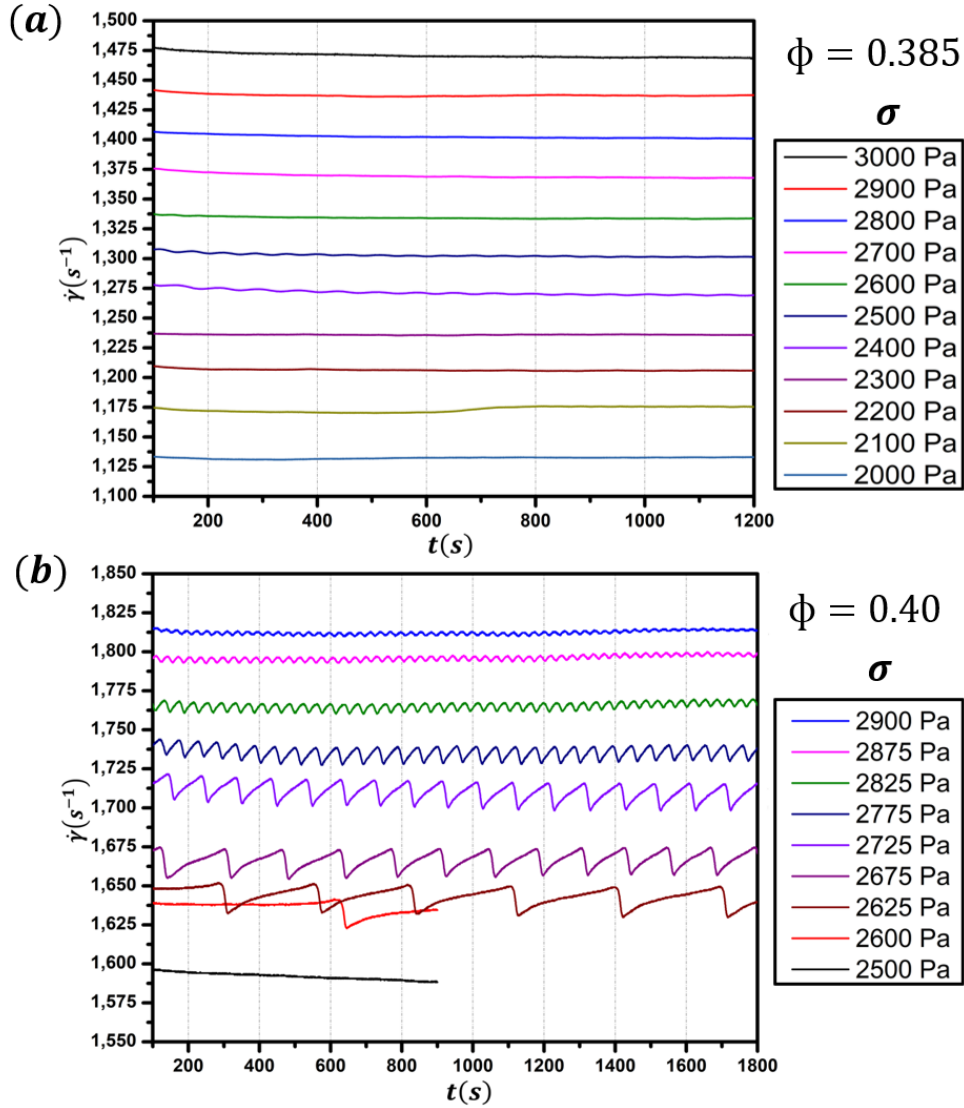 (a)
ϕ = 0.385
σ
3000 Pa
2900 Pa
2800 Pa
2700 Pa
2600 Pa
2500 Pa
2400 Pa
2300 Pa
2200 Pa
2100 Pa
2000 Pa
γ̇(s⁻¹)
1,500
1,475
1,450
1,425
1,400
1,375
1,350
1,325
1,300
1,275
1,250
1,225
1,200
1,175
1,150
1,125
1,100
200 400 600 800 1000 1200
t(s)
(b)
ϕ = 0.40
σ
2900 Pa
2875 Pa
2825 Pa
2775 Pa
2725 Pa
2675 Pa
2625 Pa
2600 Pa
2500 Pa
γ̇(s⁻¹)
1,850
1,825
1,800
1,775
1,750
1,725
1,700
1,675
1,650
1,625
1,600
1,575
1,550
200 400 600 800 1000 1200 1400 1600 1800
t(s)